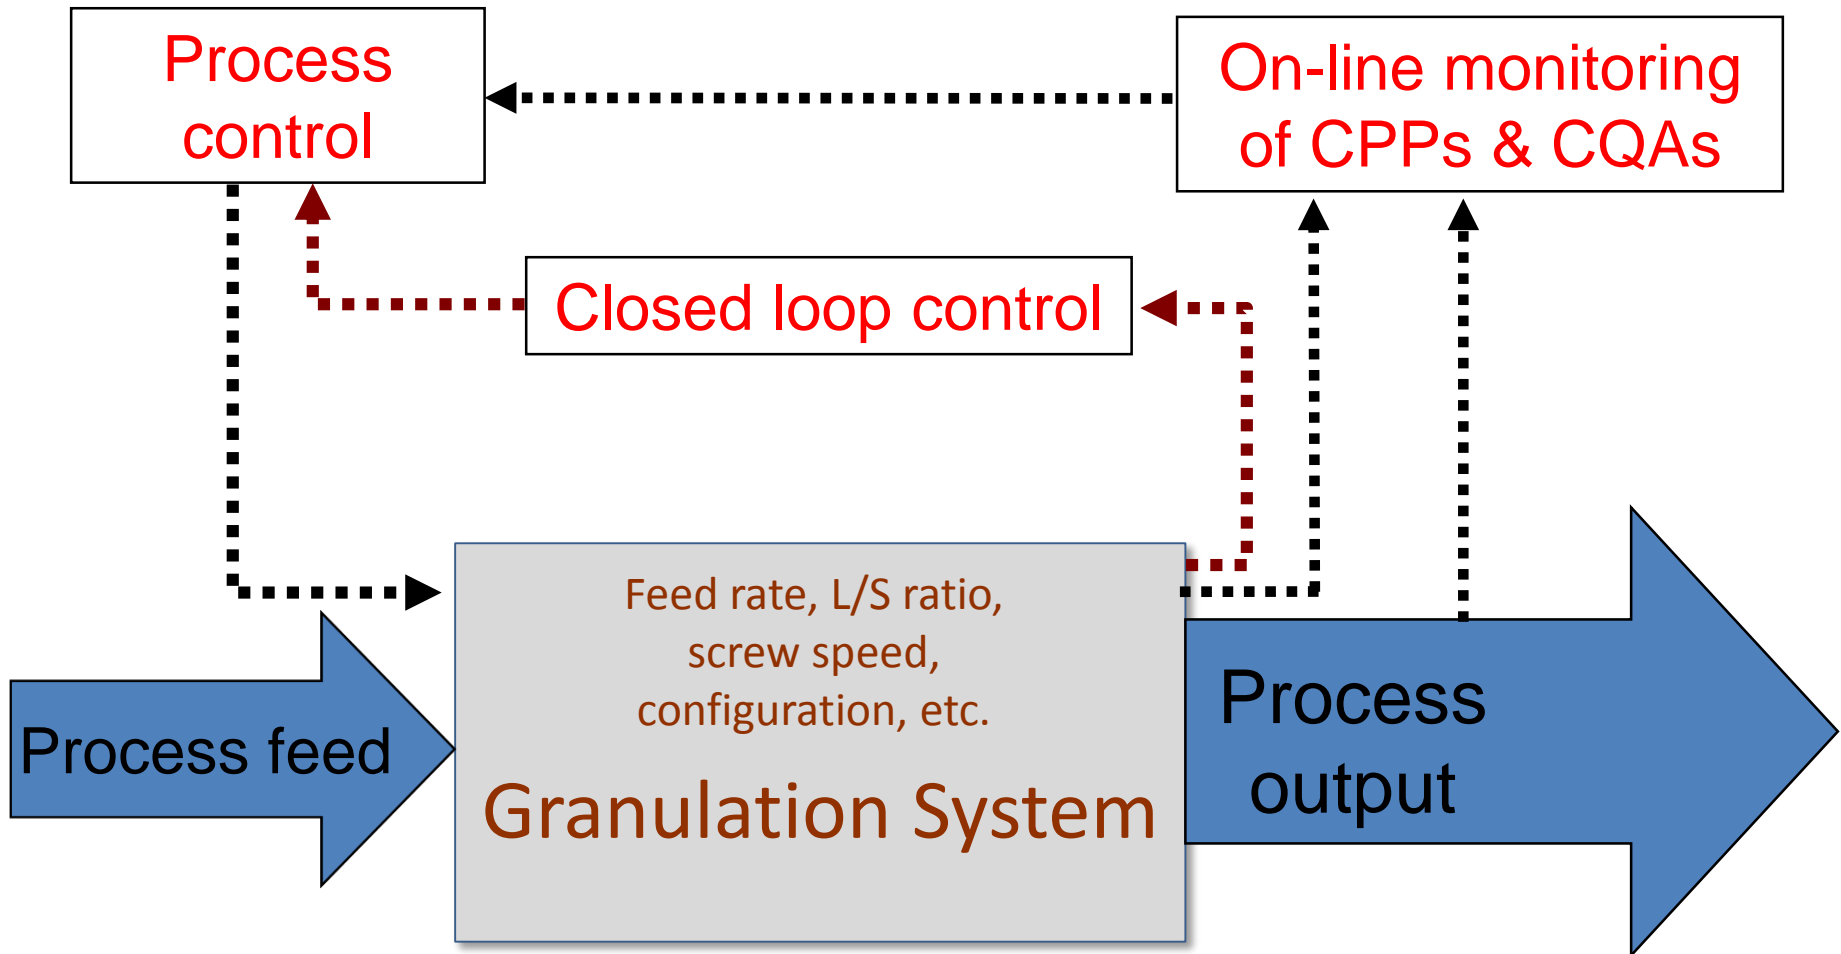 Process
control
On-line monitoring
of CPPs & CQAs
Closed loop control
Feed rate, L/S ratio,
screw speed,
configuration, etc.
Granulation System
Process feed
Process
output